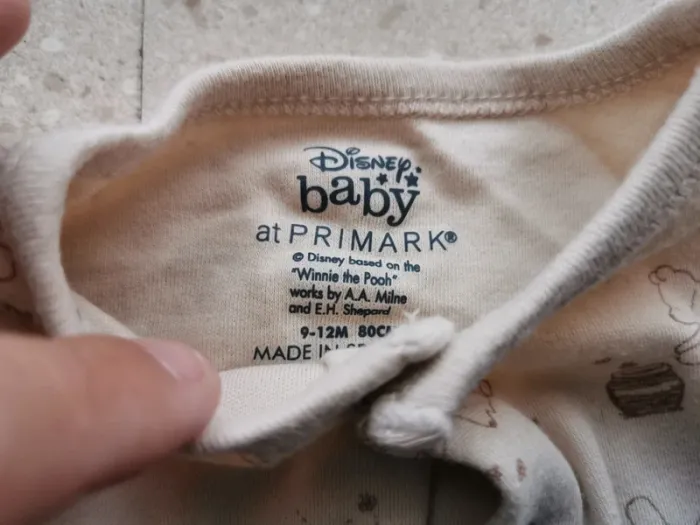 Disney
baby
at PRIMARK®
© Disney based on the
"Winnie the Pooh"
works by A.A. Milne
and E.H. Shepard
9-12M 80C
MADE IN